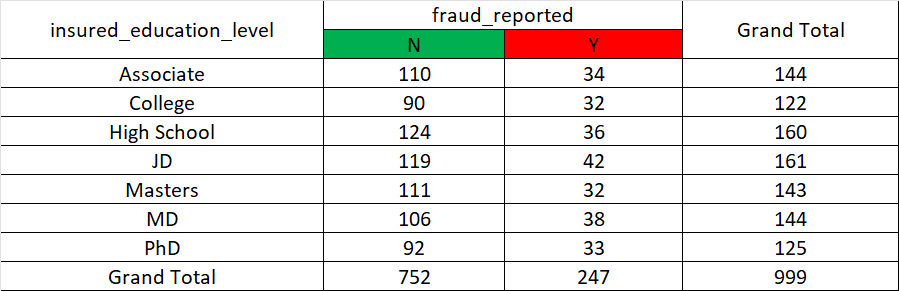 insured_education_level fraud_reported Grand Total
N Y
Associate 110 34 144
College 90 32 122
High School 124 36 160
JD 119 42 161
Masters 111 32 143
MD 106 38 144
PhD 92 33 125
Grand Total 752 247 999